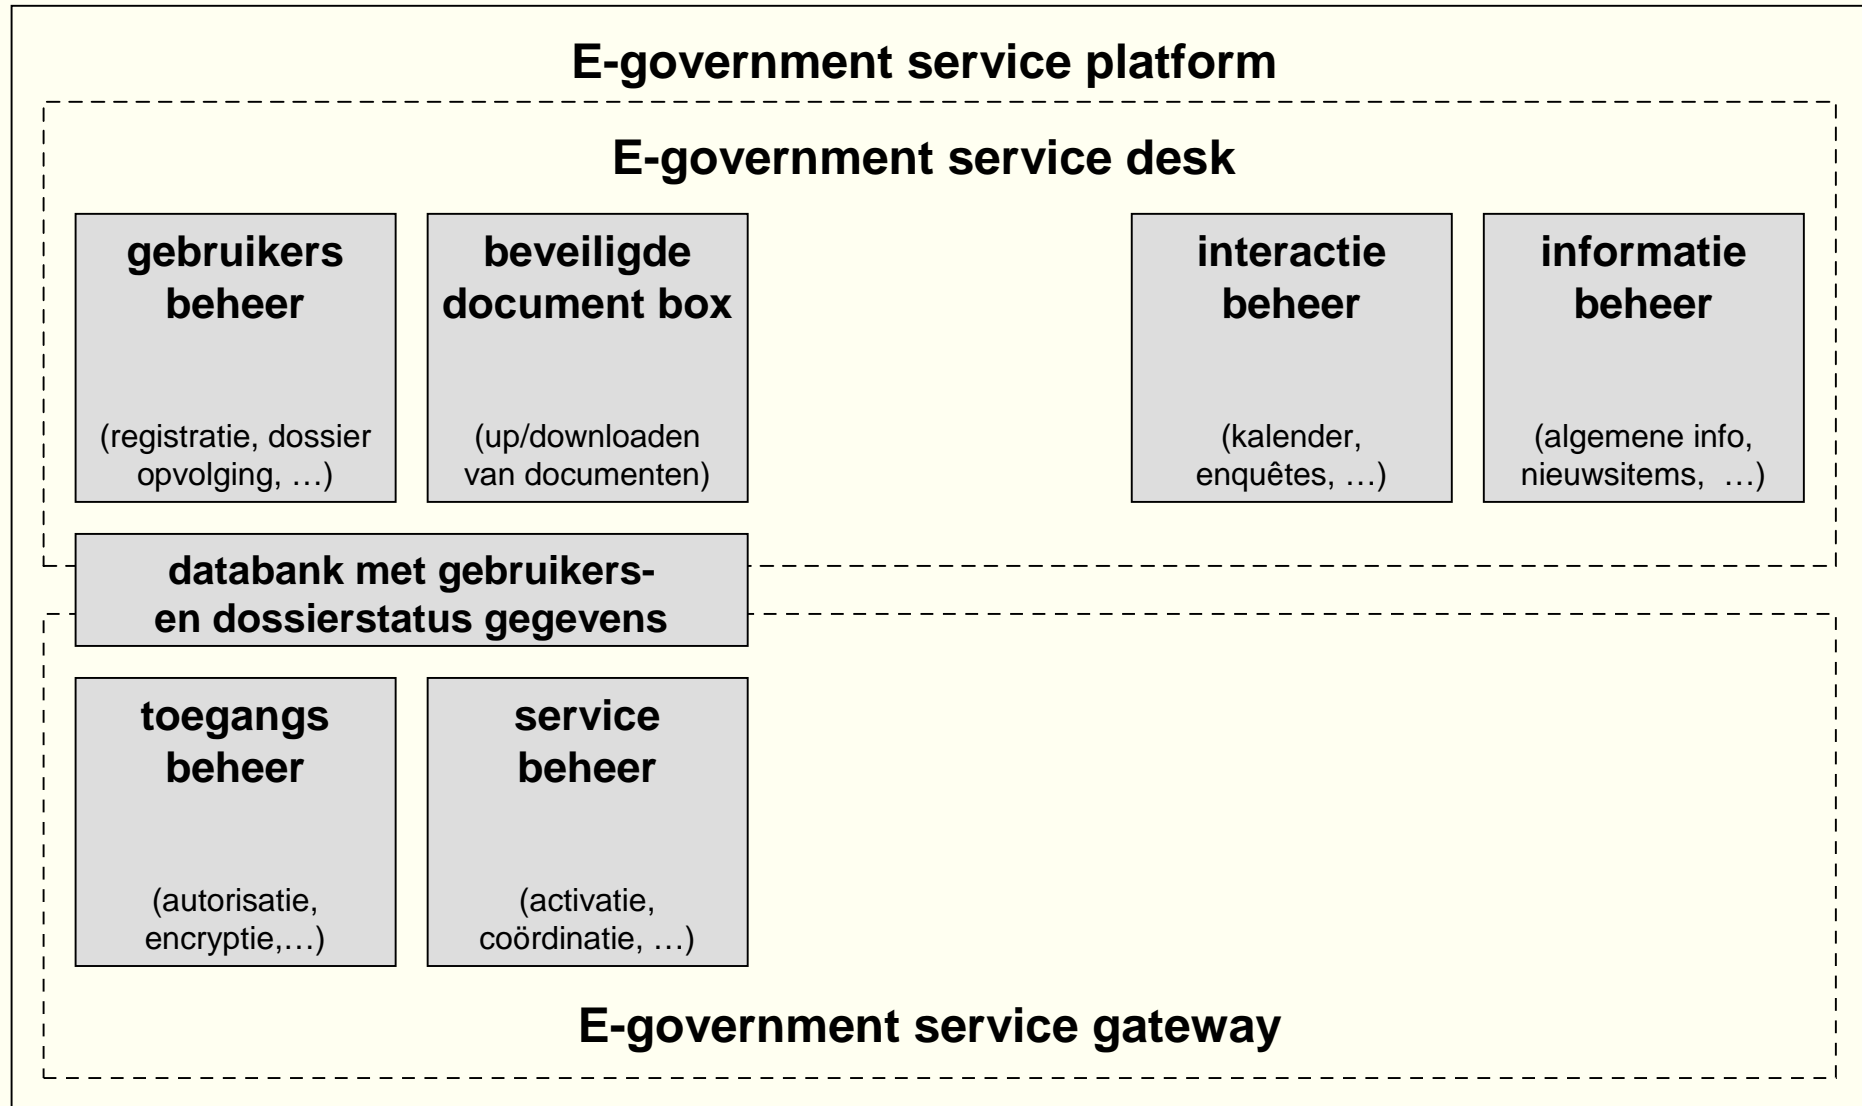 E-government service platform
E-government service desk
gebruikers
beheer
(registratie, dossier
opvolging, …)
beveiligde
document box
(up/downloaden
van documenten)
interactie
beheer
(kalender,
enquêtes, …)
informatie
beheer
(algemene info,
nieuwsitems,  …)
databank met gebruikers-
en dossierstatus gegevens
toegangs
beheer
(autorisatie,
encryptie,…)
service
beheer
(activatie,
coördinatie, …)
E-government service gateway